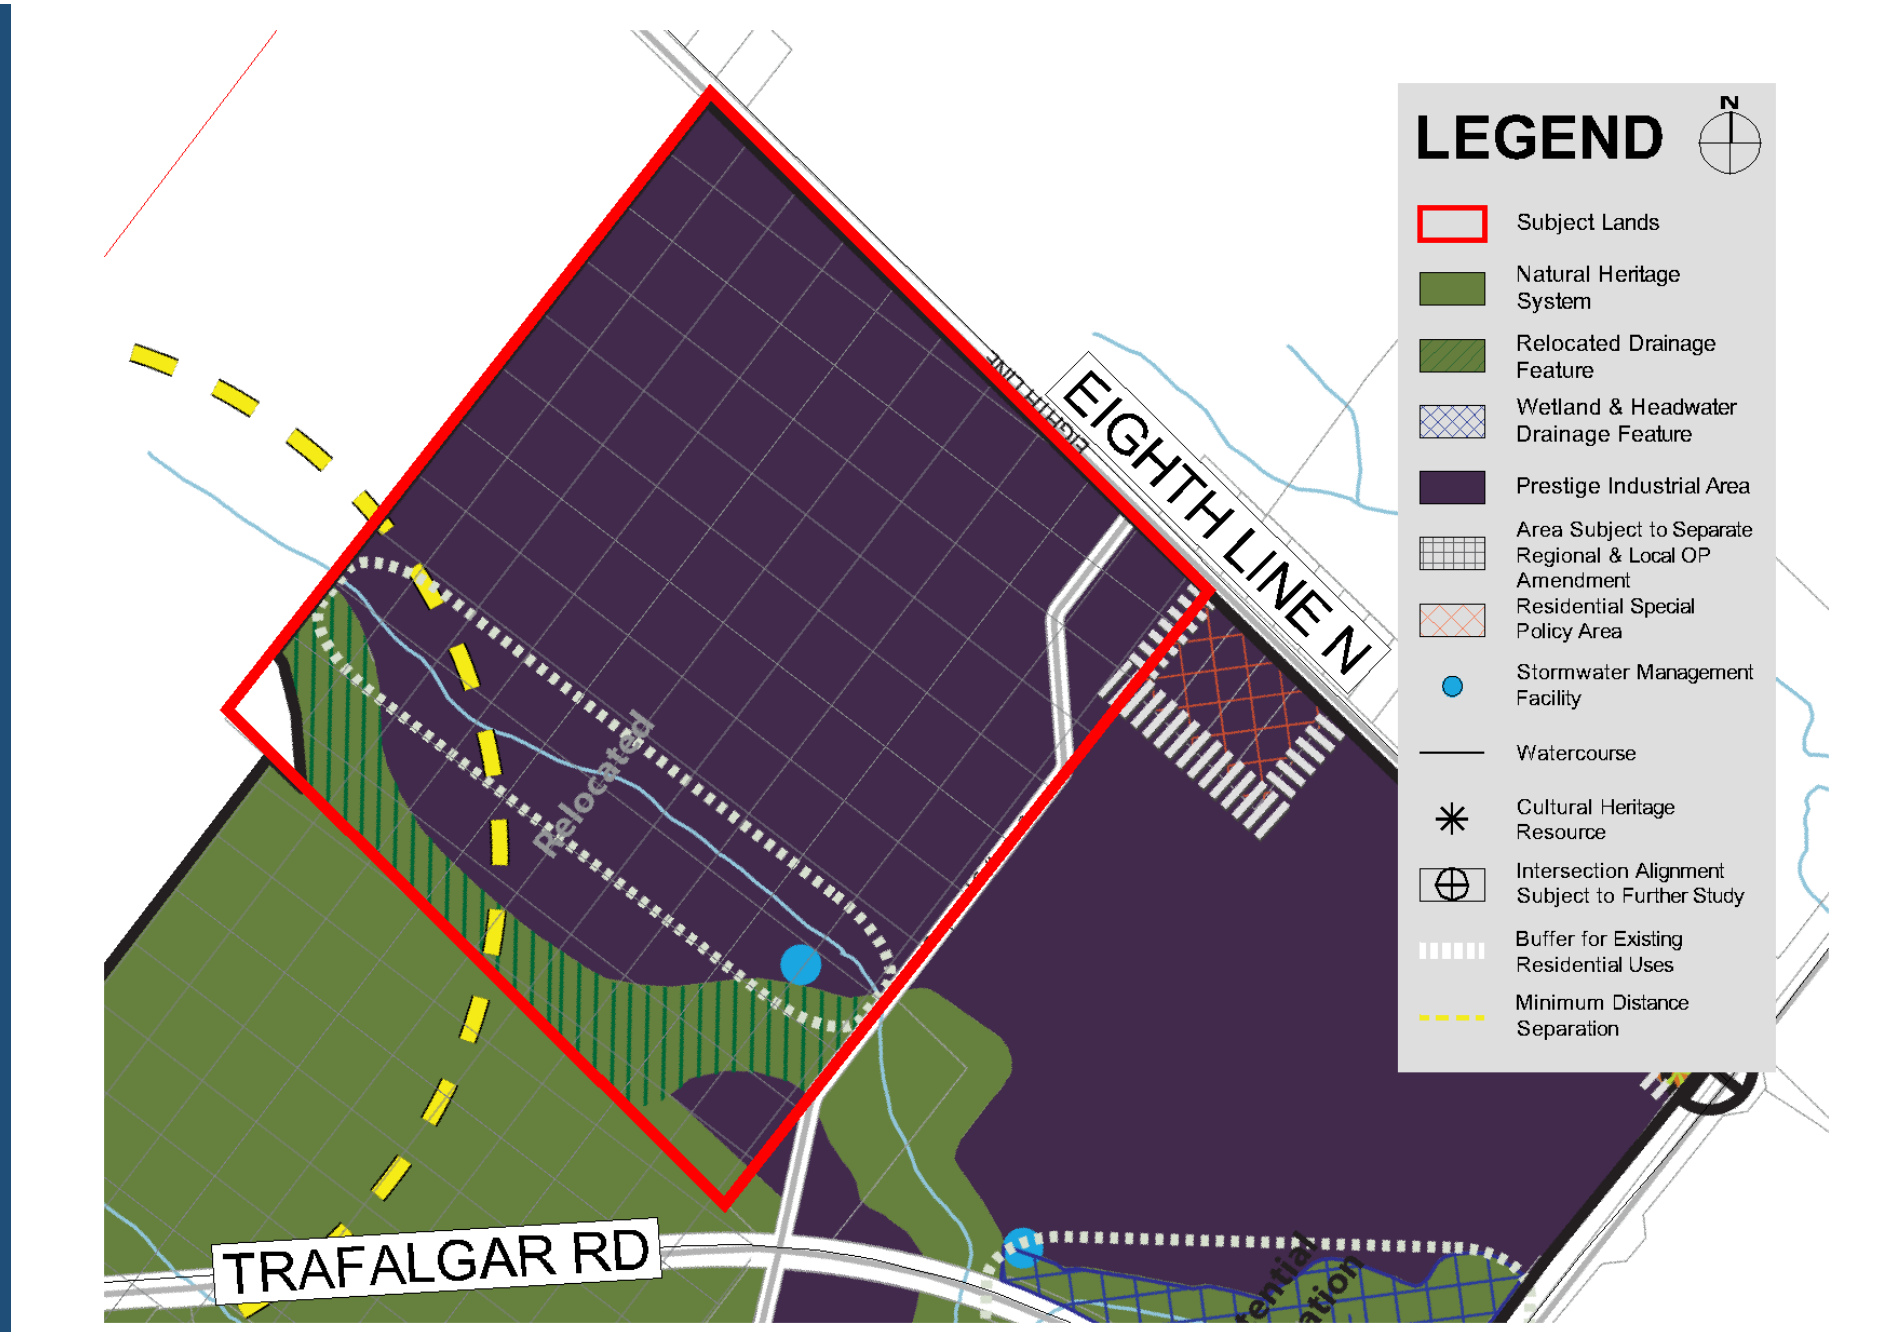 LEGEND
N
Subject Lands
Natural Heritage
System
Relocated Drainage
Feature
Wetland & Headwater
Drainage Feature
Prestige Industrial Area
Area Subject to Separate
Regional & Local OP
Amendment
Residential Special
Policy Area
Stormwater Management
Facility
Watercourse
Cultural Heritage
Resource
Intersection Alignment
Subject to Further Study
Buffer for Existing
Residential Uses
Minimum Distance
Separation
EIGHTH LINE
EIGHTH LINE N
Relocated
TRAFALGAR RD